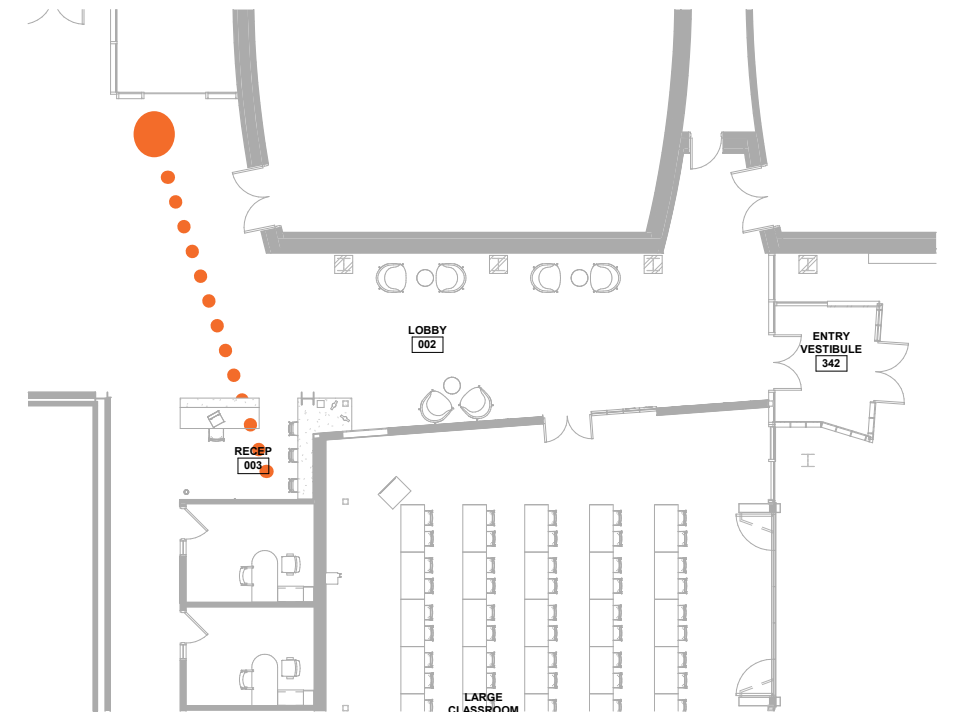 LOBBY
002
ENTRY
VESTIBULE
342
RECEP
003
LARGE
CLASSROOM